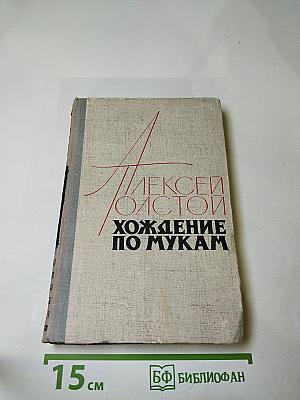 АЛЕКСЕЙ
ТОЛСТОЙ
ХОЖДЕНИЕ
ПО МУКАМ
15 см
БФ БИБЛИОФАН